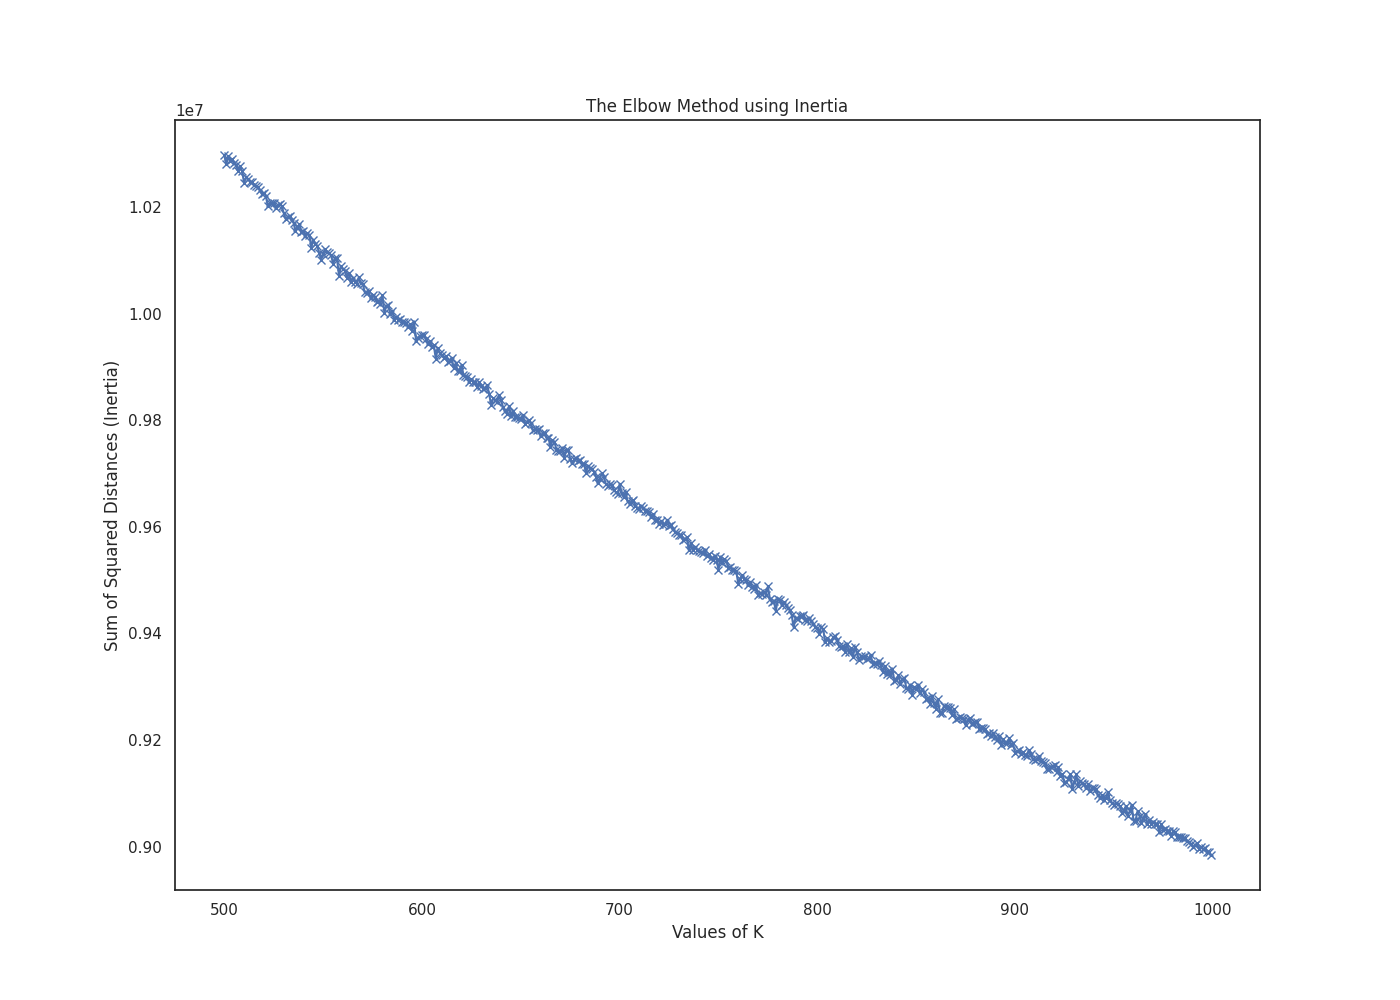 The Elbow Method using Inertia
1e7
1.02
1.00
0.98
0.96
0.94
0.92
0.90
Sum of Squared Distances (Inertia)
500 600 700 800 900 1000
Values of K